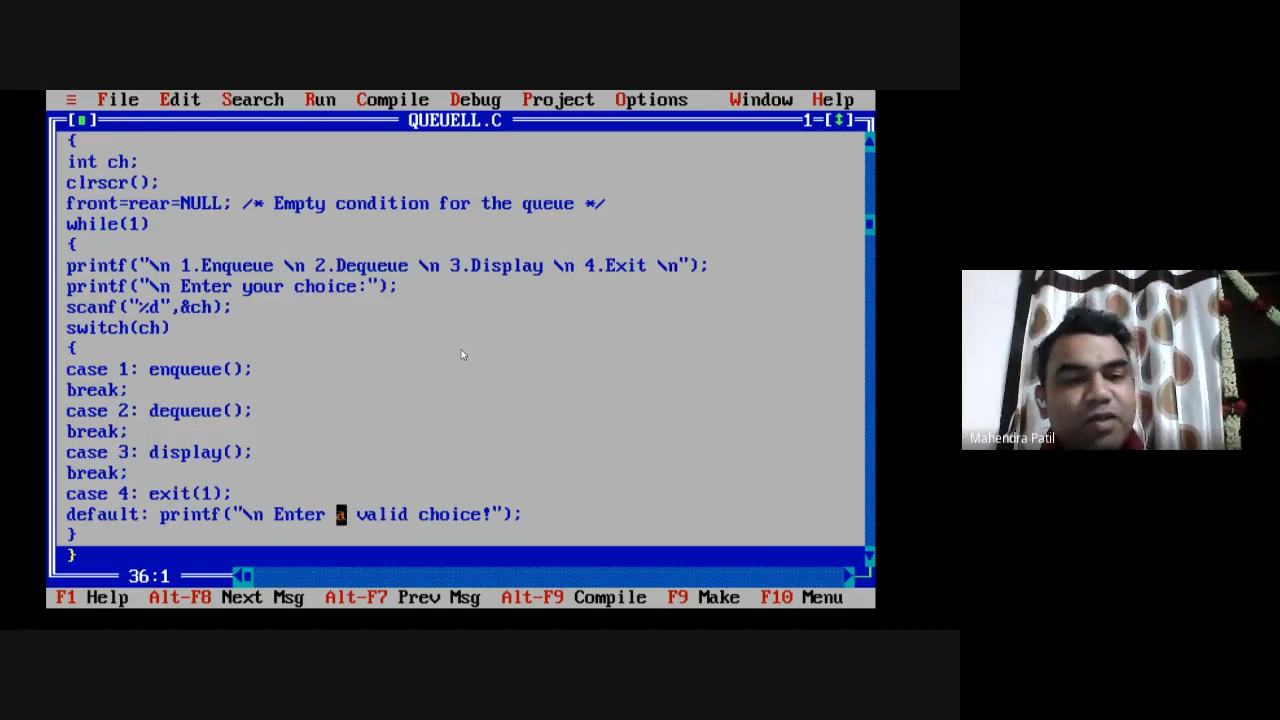 ≡ File Edit Search Run Compile Debug Project Options Window Help
[■] QUEUELL.C 1=[↕]
{
int ch;
clrscr();
front=rear=NULL; /* Empty condition for the queue */
while(1)
{
printf("\n 1.Enqueue \n 2.Dequeue \n 3.Display \n 4.Exit \n");
printf("\n Enter your choice:");
scanf("%d",&ch);
switch(ch)
{
case 1: enqueue();
break;
case 2: dequeue();
break;
case 3: display();
break;
case 4: exit(1);
default: printf("\n Enter a valid choice!");
}
}
36:1
F1 Help Alt-F8 Next Msg Alt-F7 Prev Msg Alt-F9 Compile F9 Make F10 Menu
Mahendra Patil